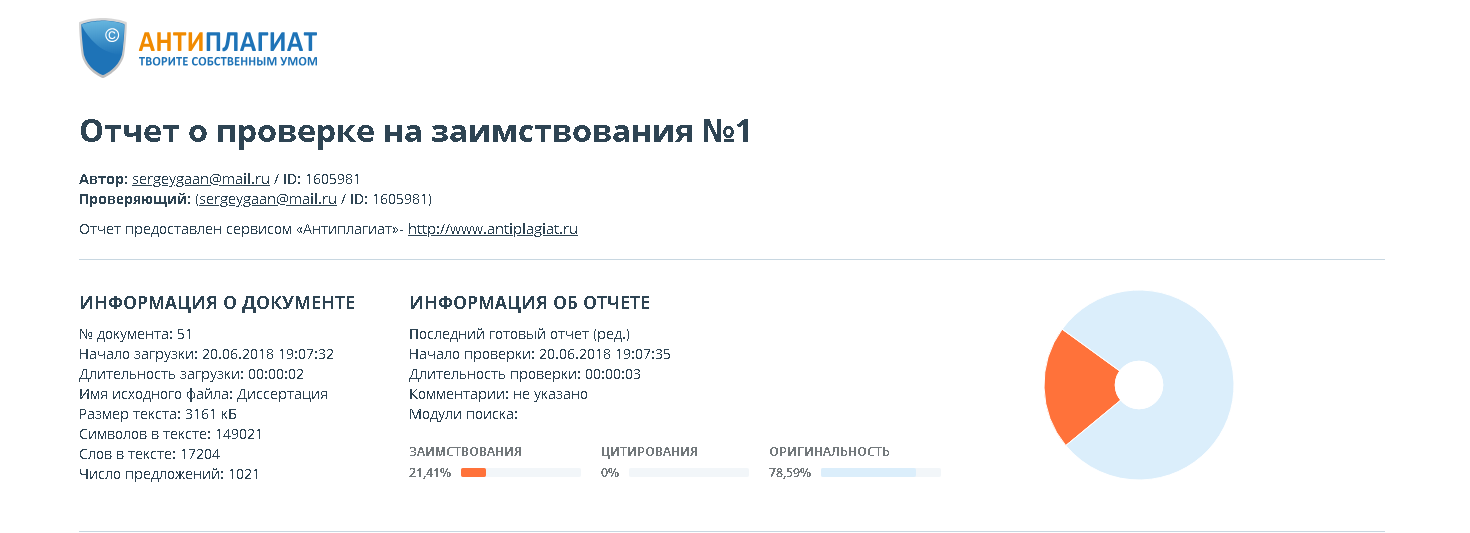 ©
АНТИПЛАГИАТ
ТВОРИТЕ СОБСТВЕННЫМ УМОМ
Отчет о проверке на заимствования №1
Автор: sergeygaan@mail.ru / ID: 1605981
Проверяющий: (sergeygaan@mail.ru / ID: 1605981)
Отчет предоставлен сервисом «Антиплагиат»- http://www.antiplagiat.ru
ИНФОРМАЦИЯ О ДОКУМЕНТЕ
№ документа: 51
Начало загрузки: 20.06.2018 19:07:32
Длительность загрузки: 00:00:02
Имя исходного файла: Диссертация
Размер текста: 3161 кБ
Символов в тексте: 149021
Слов в тексте: 17204
Число предложений: 1021
ИНФОРМАЦИЯ ОБ ОТЧЕТЕ
Последний готовый отчет (ред.)
Начало проверки: 20.06.2018 19:07:35
Длительность проверки: 00:00:03
Комментарии: не указано
Модули поиска:
ЗАИМСТВОВАНИЯ
21,41%
ЦИТИРОВАНИЯ
0%
ОРИГИНАЛЬНОСТЬ
78,59%